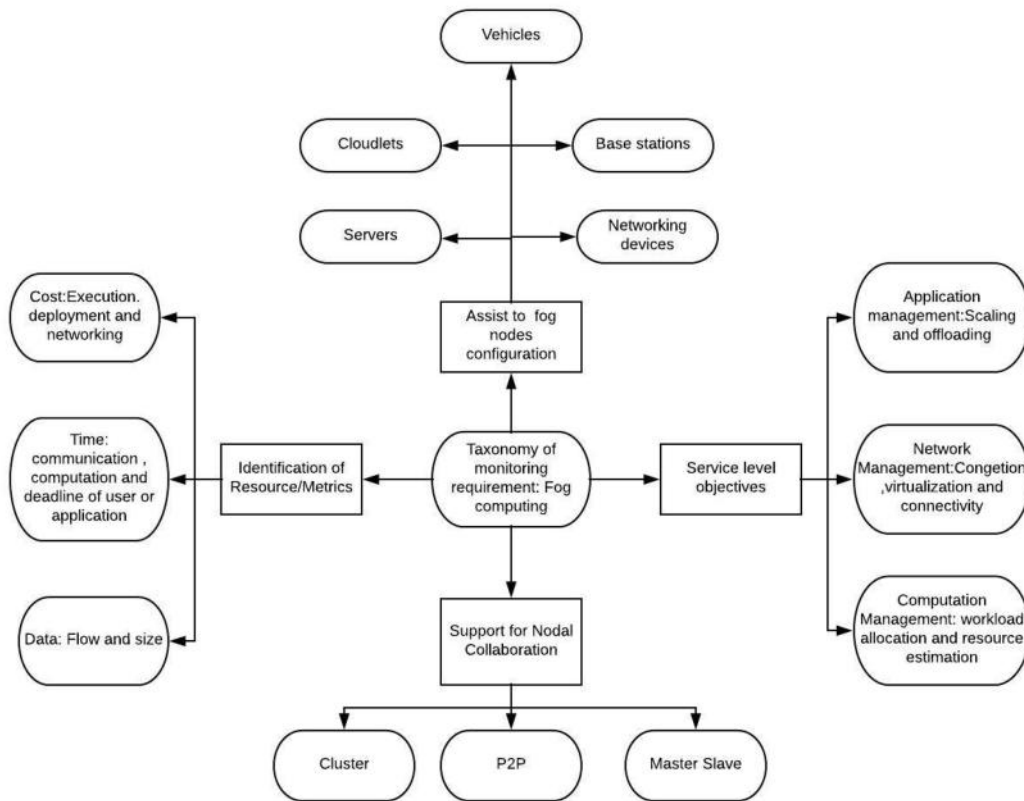 Vehicles
Cloudlets
Base stations
Servers
Networking
devices
Cost:Execution.
deployment and
networking
Assist to fog
nodes
configuration
Application
management:Scaling
and offloading
Time:
communication ,
computation and
deadline of user or
application
Identification of
Resource/Metrics
Taxonomy of
monitoring
requirement: Fog
computing
Service level
objectives
Network
Management:Congetion
,virtualization and
connectivity
Data: Flow and size
Support for Nodal
Collaboration
Computation
Management: workload
allocation and resource
estimation
Cluster
P2P
Master Slave